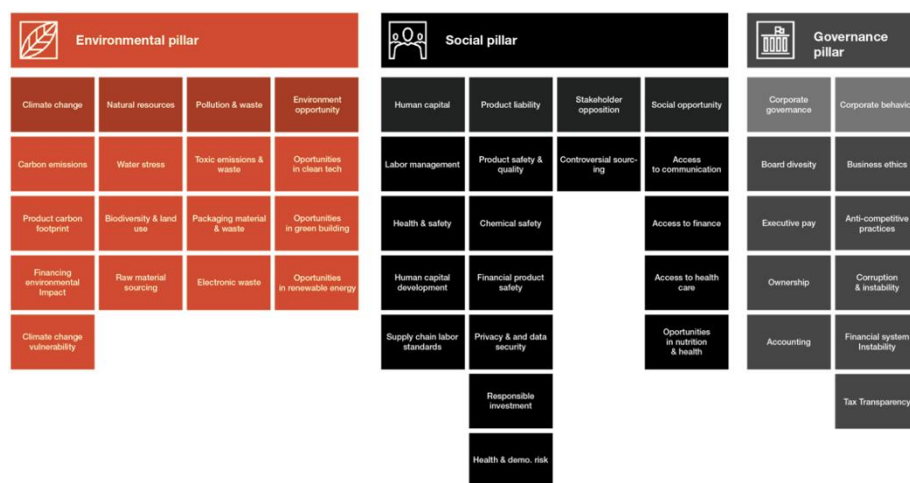 Environmental pillar
Social pillar
Governance
pillar
Climate change
Natural resources
Pollution & waste
Environment
opportunity
Human capital
Product liability
Stakeholder
opposition
Social opportunity
Corporate
governance
Corporate behavio
Carbon emissions
Water stress
Toxic emissions &
waste
Oportunities
in clean tech
Labor management
Product safety &
quality
Controversial sourc-
ing
Access
to communication
Board divesity
Business ethics
Product carbon
footprint
Biodiversity & land
use
Packaging material
& waste
Oportunities
in green building
Health & safety
Chemical safety
Access to finance
Executive pay
Anti-competitive
practices
Financing
environmental
Impact
Raw material
sourcing
Electronic waste
Oportunities
in renewable energy
Human capital
development
Financial product
safety
Access to health
care
Ownership
Corruption
& instability
Climate change
vulnerability
Supply chain labor
standards
Privacy & and data
security
Oportunities
in nutrition
& health
Accounting
Financial system
Instability
Responsible
investment
Tax Transparency
Health & demo. risk